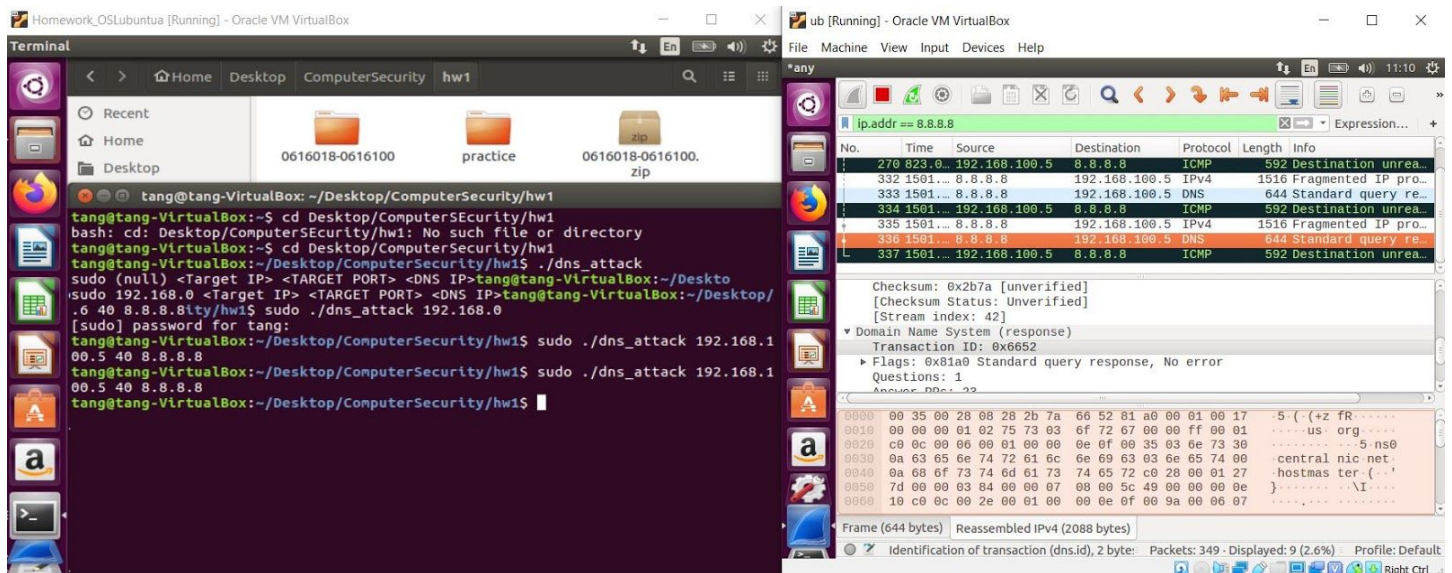 Homework_OSLubuntua [Running] - Oracle VM VirtualBox
Terminal
En
Home Desktop ComputerSecurity hw1
Recent
Home
Desktop
0616018-0616100
practice
zip
0616018-0616100.
zip
tang@tang-VirtualBox: ~/Desktop/ComputerSecurity/hw1
tang@tang-VirtualBox:~$ cd Desktop/ComputerSEcurity/hw1
bash: cd: Desktop/ComputerSEcurity/hw1: No such file or directory
tang@tang-VirtualBox:~$ cd Desktop/ComputerSecurity/hw1
tang@tang-VirtualBox:~/Desktop/ComputerSecurity/hw1$ ./dns_attack
sudo (null) <Target IP> <TARGET PORT> <DNS IP>tang@tang-VirtualBox:~/Deskto
sudo 192.168.0 <Target IP> <TARGET PORT> <DNS IP>tang@tang-VirtualBox:~/Desktop/
.6 40 8.8.8.8ity/hw1$ sudo ./dns_attack 192.168.0
[sudo] password for tang:
tang@tang-VirtualBox:~/Desktop/ComputerSecurity/hw1$ sudo ./dns_attack 192.168.1
00.5 40 8.8.8.8
tang@tang-VirtualBox:~/Desktop/ComputerSecurity/hw1$ sudo ./dns_attack 192.168.1
00.5 40 8.8.8.8
tang@tang-VirtualBox:~/Desktop/ComputerSecurity/hw1$
ub [Running] - Oracle VM VirtualBox
File Machine View Input Devices Help
*any En 11:10
ip.addr == 8.8.8.8 Expression... +
No. Time Source Destination Protocol Length Info
270 823.0… 192.168.100.5 8.8.8.8 ICMP 592 Destination unrea…
332 1501.… 8.8.8.8 192.168.100.5 IPv4 1516 Fragmented IP pro…
333 1501.… 8.8.8.8 192.168.100.5 DNS 644 Standard query re…
334 1501.… 192.168.100.5 8.8.8.8 ICMP 592 Destination unrea…
335 1501.… 8.8.8.8 192.168.100.5 IPv4 1516 Fragmented IP pro…
336 1501.… 8.8.8.8 192.168.100.5 DNS 644 Standard query re…
337 1501.… 192.168.100.5 8.8.8.8 ICMP 592 Destination unrea…
Checksum: 0x2b7a [unverified]
[Checksum Status: Unverified]
[Stream index: 42]
Domain Name System (response)
Transaction ID: 0x6652
Flags: 0x81a0 Standard query response, No error
Questions: 1
Answer RRs: 23
0000 00 35 00 28 08 28 2b 7a 66 52 81 a0 00 01 00 17 ·5·(·(+z fR······
0010 00 00 00 01 02 75 73 03 6f 72 67 00 00 ff 00 01 ·····us· org·····
0020 c0 0c 00 06 00 01 00 00 0e 0f 00 35 03 6e 73 30 ········ ···5·ns0
0030 0a 63 65 6e 74 72 61 6c 6e 69 63 03 6e 65 74 00 ·central nic·net·
0040 0a 68 6f 73 74 6d 61 73 74 65 72 c0 28 00 01 27 ·hostmas ter·(··'
0050 7d 00 00 03 84 00 00 07 08 00 5c 49 00 00 00 0e }······· ··\I····
0060 10 c0 0c 00 2e 00 01 00 00 0e 0f 00 9a 00 06 07 ····.··· ········
Frame (644 bytes) Reassembled IPv4 (2088 bytes)
Identification of transaction (dns.id), 2 byte: Packets: 349 · Displayed: 9 (2.6%) Profile: Default
Right Ctrl